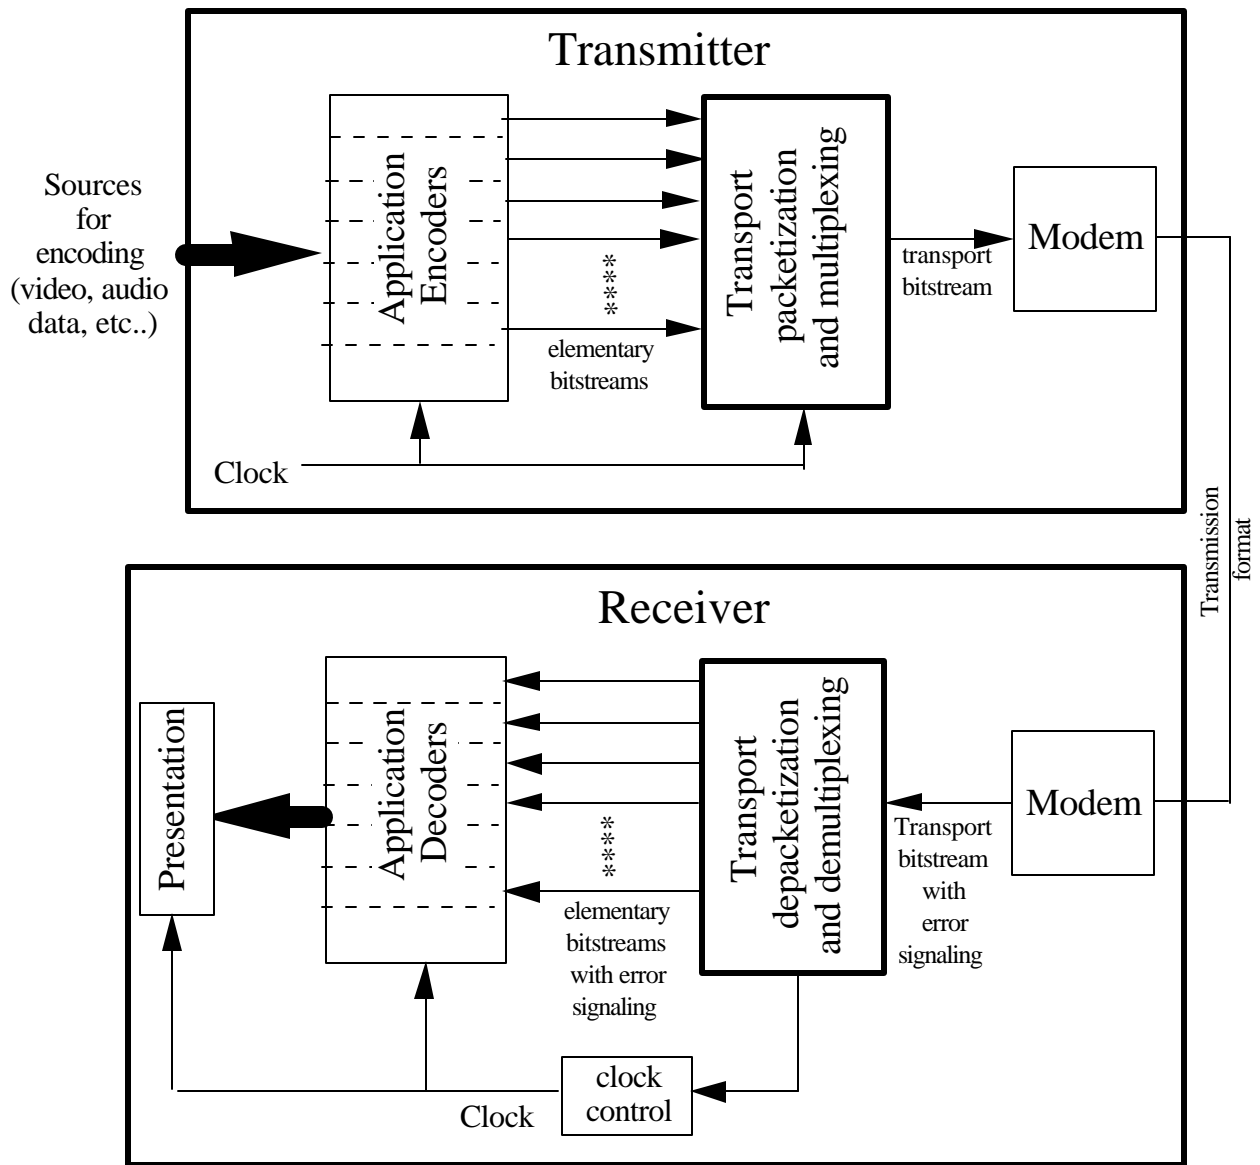 Transmitter
Sources
for
encoding
(video, audio
data, etc..)
Application
Encoders
****
elementary
bitstreams
Transport
packetization
and multiplexing
transport
bitstream
Modem
Clock
Transmission
format
Receiver
Presentation
Application
Decoders
****
elementary
bitstreams
with error
signaling
Transport
depacketization
and demultiplexing
Transport
bitstream
with
error
signaling
Modem
clock
control
Clock